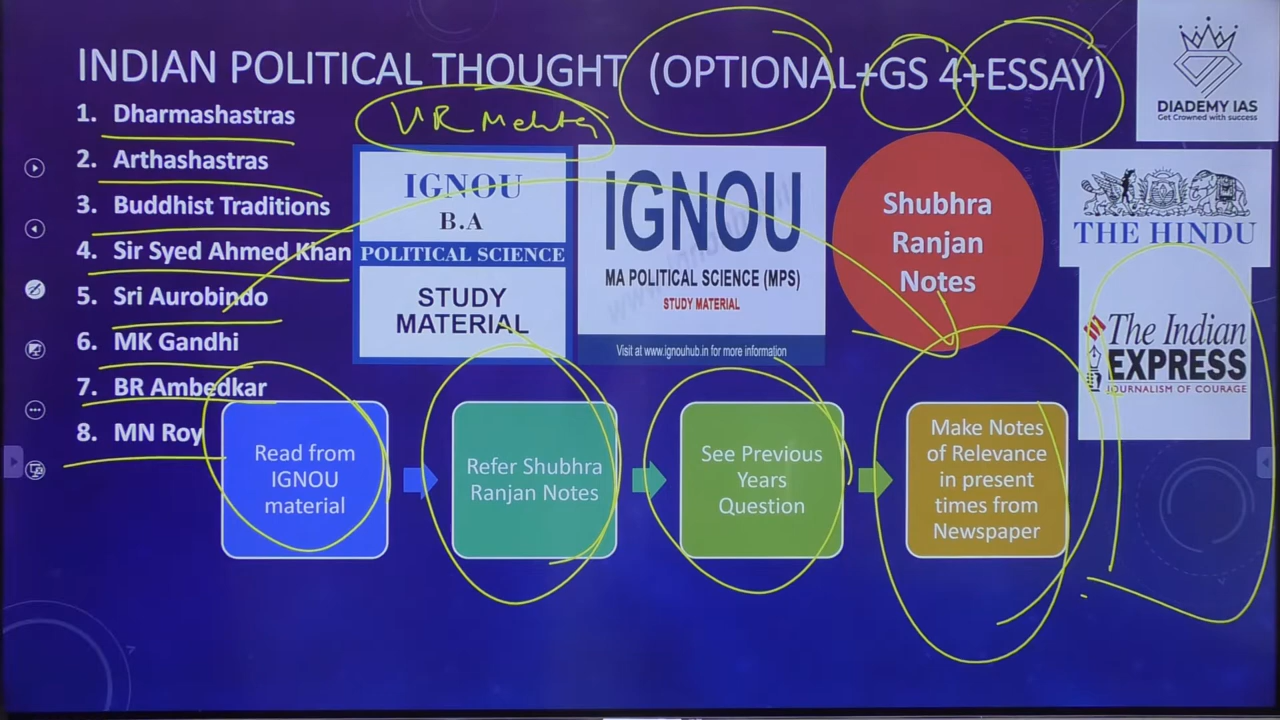 INDIAN POLITICAL THOUGHT (OPTIONAL+GS 4+ESSAY)
DIADEMY IAS
Get Crowned with success
1. Dharmashastras
2. Arthashastras
3. Buddhist Traditions
4. Sir Syed Ahmed Khan
5. Sri Aurobindo
6. MK Gandhi
7. BR Ambedkar
8. MN Roy
VR Mehta
IGNOU
B.A
POLITICAL SCIENCE
STUDY
MATERIAL
IGNOU
MA POLITICAL SCIENCE (MPS)
STUDY MATERIAL
Visit at www.ignouhub.in for more information
Shubhra
Ranjan
Notes
THE HINDU
The Indian
EXPRESS
JOURNALISM OF COURAGE
Read from
IGNOU
material
Refer Shubhra
Ranjan Notes
See Previous
Years
Question
Make Notes
of Relevance
in present
times from
Newspaper